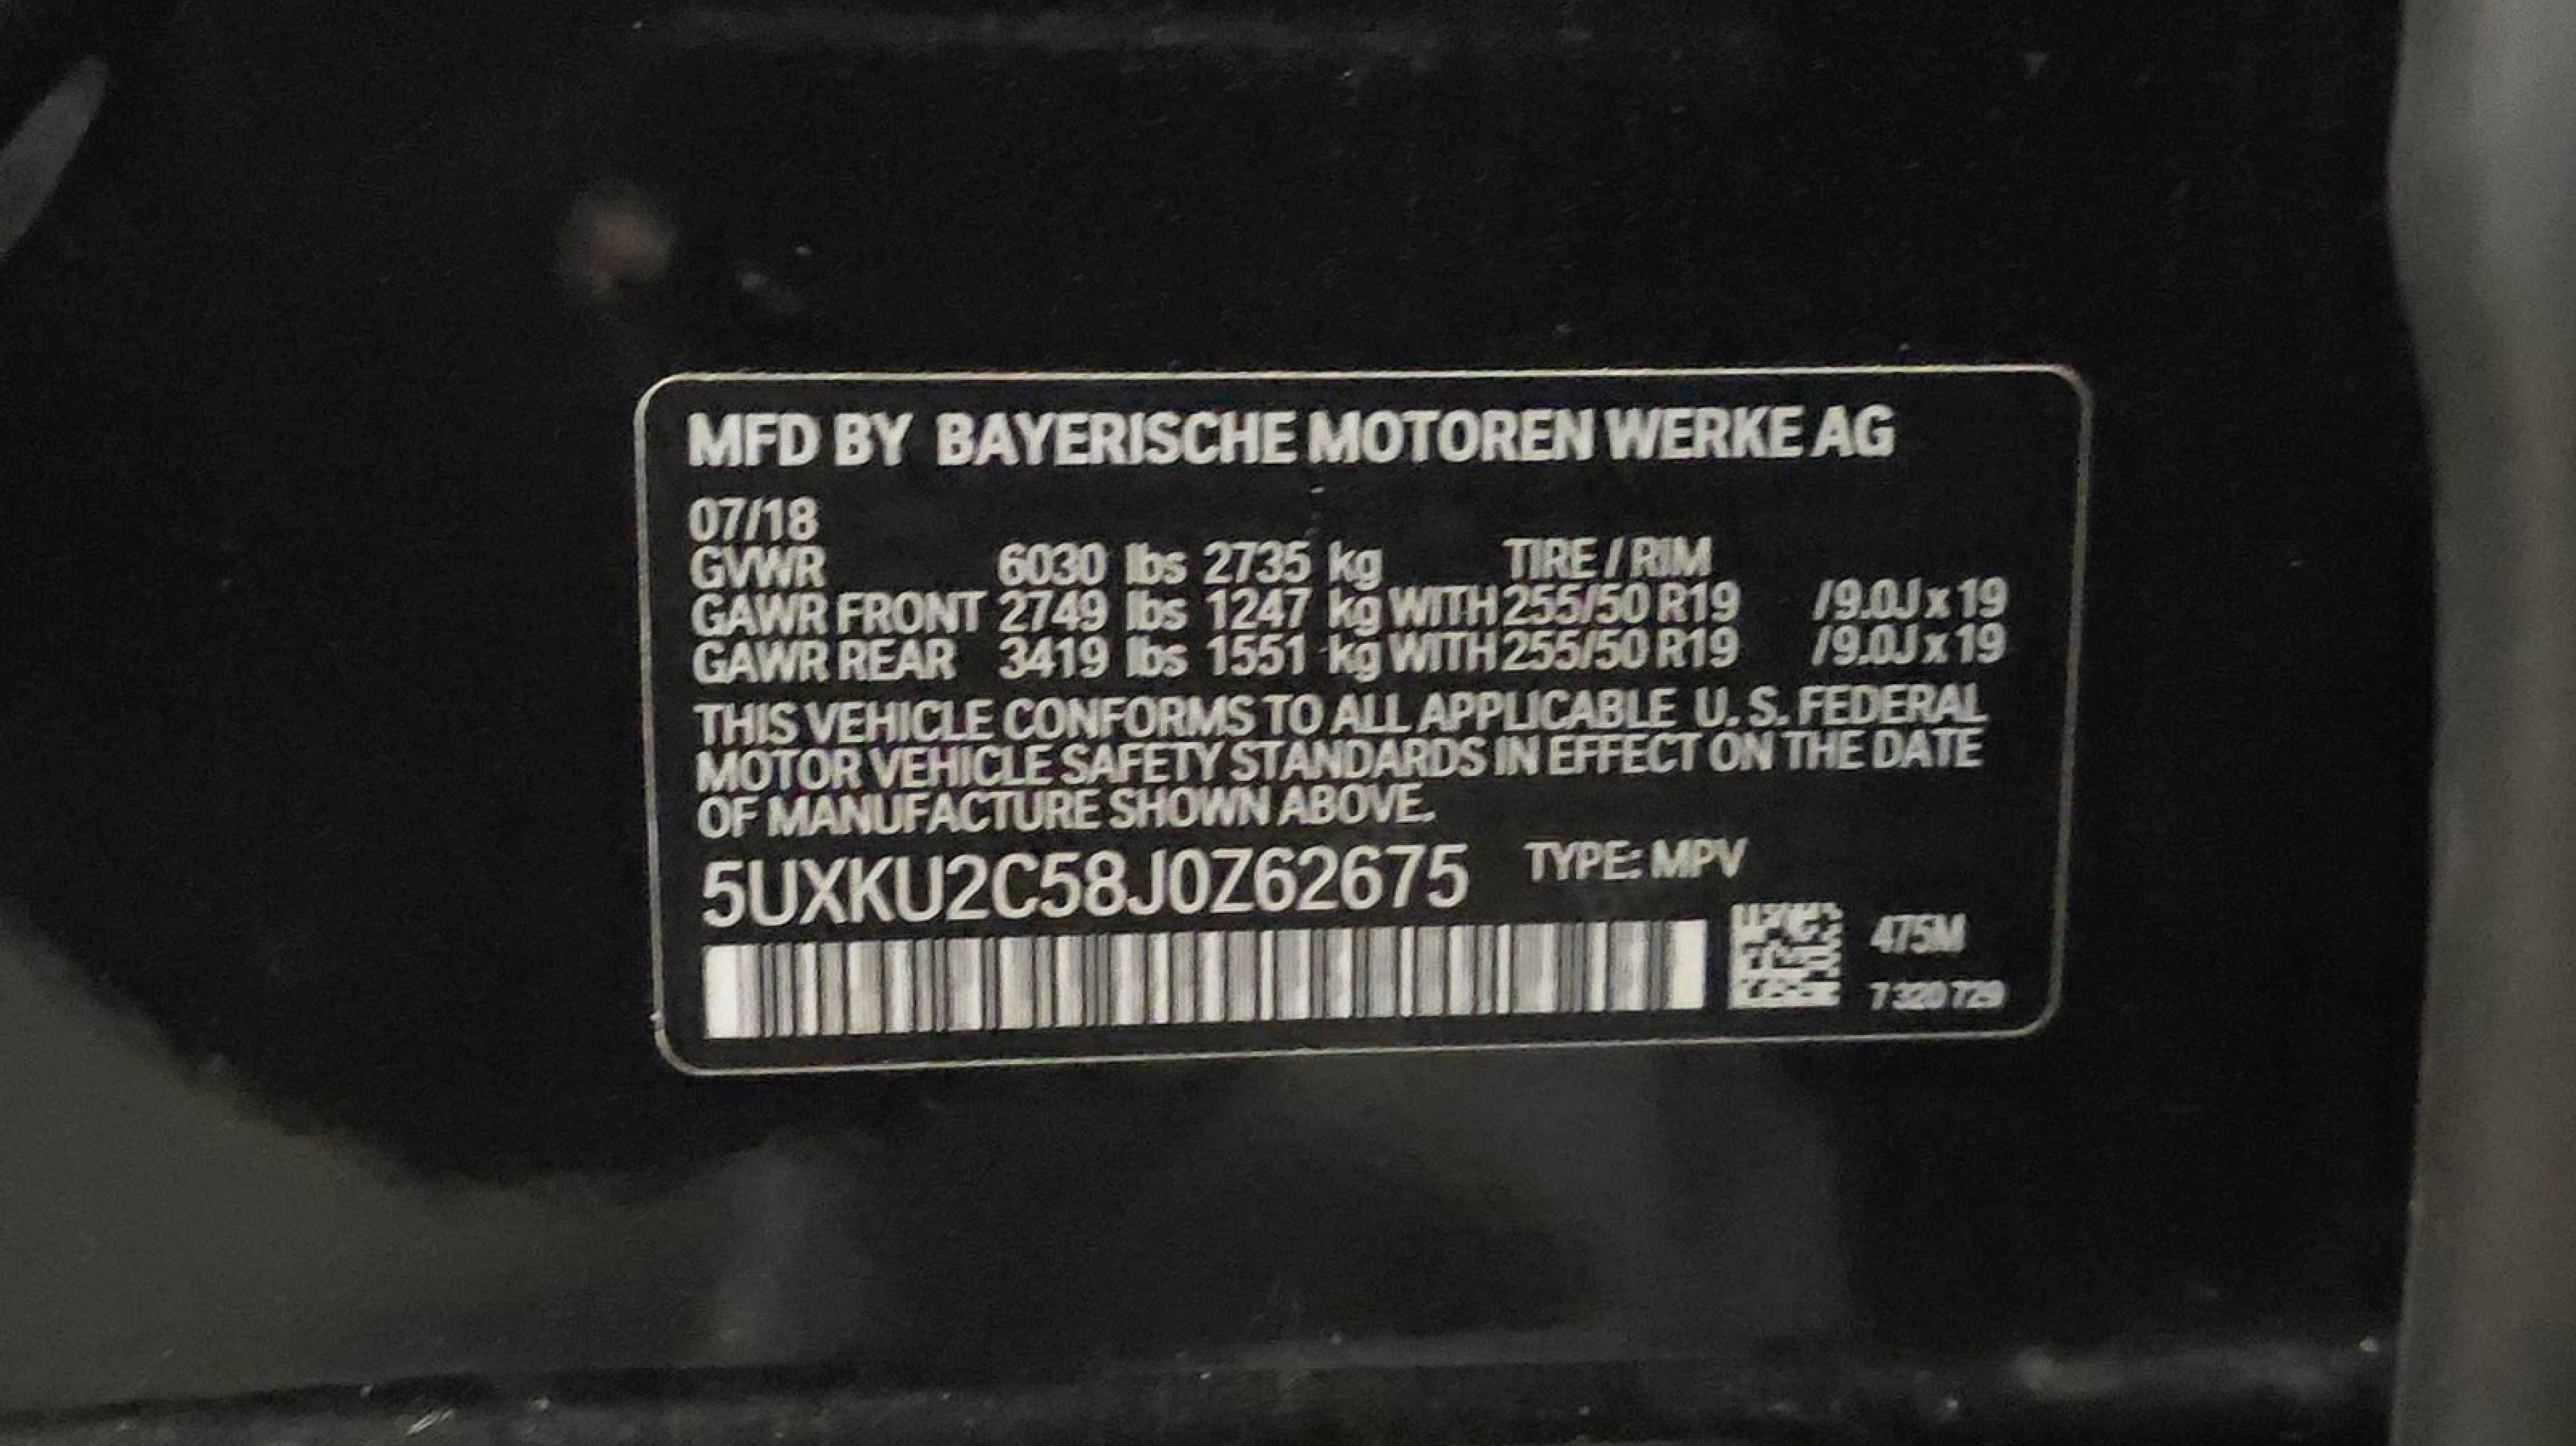 MFD BY BAYERISCHE MOTOREN WERKE AG
07/18
GVWR 6030 lbs 2735 kg TIRE / RIM
GAWR FRONT 2749 lbs 1247 kg WITH 255/50 R19 /9.0J x 19
GAWR REAR 3419 lbs 1551 kg WITH 255/50 R19 /9.0J x 19
THIS VEHICLE CONFORMS TO ALL APPLICABLE U. S. FEDERAL
MOTOR VEHICLE SAFETY STANDARDS IN EFFECT ON THE DATE
OF MANUFACTURE SHOWN ABOVE.
5UXKU2C58J0Z62675 TYPE: MPV
475M
7 320 729